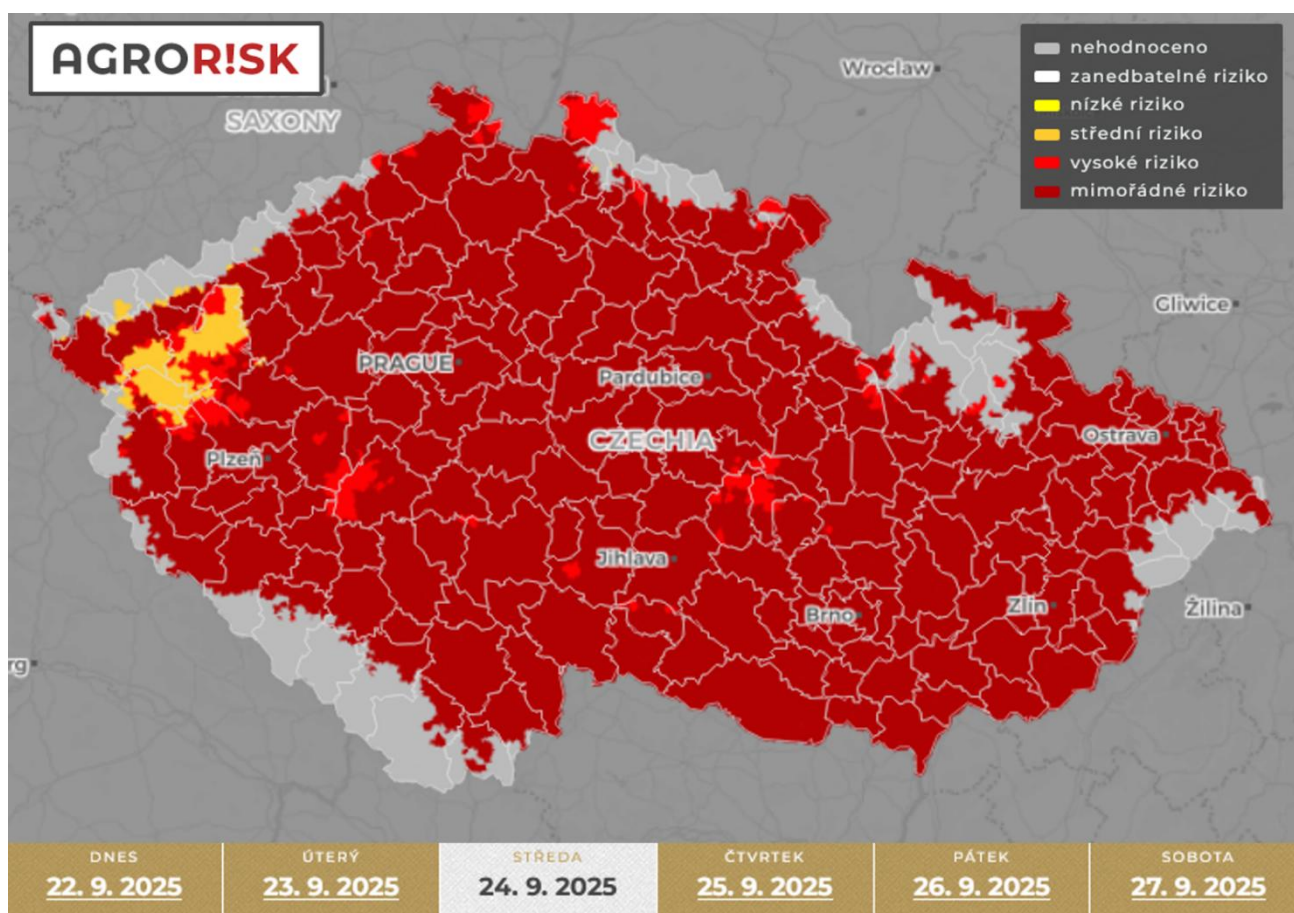 AGROR!SK
nehodnoceno
zanedbatelné riziko
nízké riziko
střední riziko
vysoké riziko
mimořádné riziko
Wroclaw
SAXONY
Gliwice
PRAGUE
Pardubice
CZECHIA
Ostrava
Plzeň
Jihlava
Brno
Zlín
Žilina
rg
DNES
22. 9. 2025
ÚTERÝ
23. 9. 2025
STŘEDA
24. 9. 2025
ČTVRTEK
25. 9. 2025
PÁTEK
26. 9. 2025
SOBOTA
27. 9. 2025